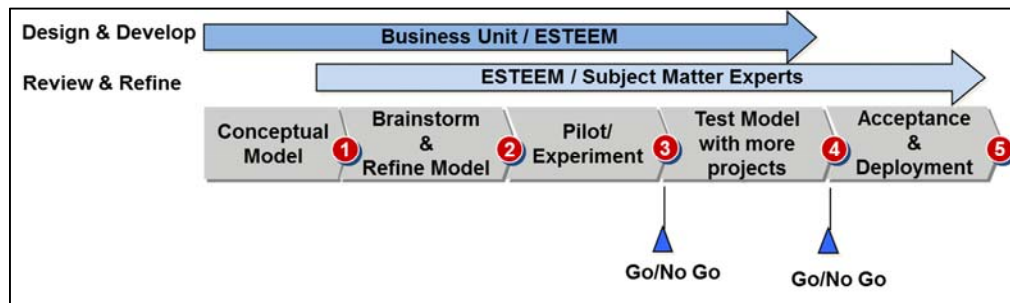 Design & Develop
Business Unit / ESTEEM
Review & Refine
ESTEEM / Subject Matter Experts
Conceptual
Model
1
Brainstorm
&
Refine Model
2
Pilot/
Experiment
3
Test Model
with more
projects
4
Acceptance
&
Deployment
5
Go/No Go
Go/No Go